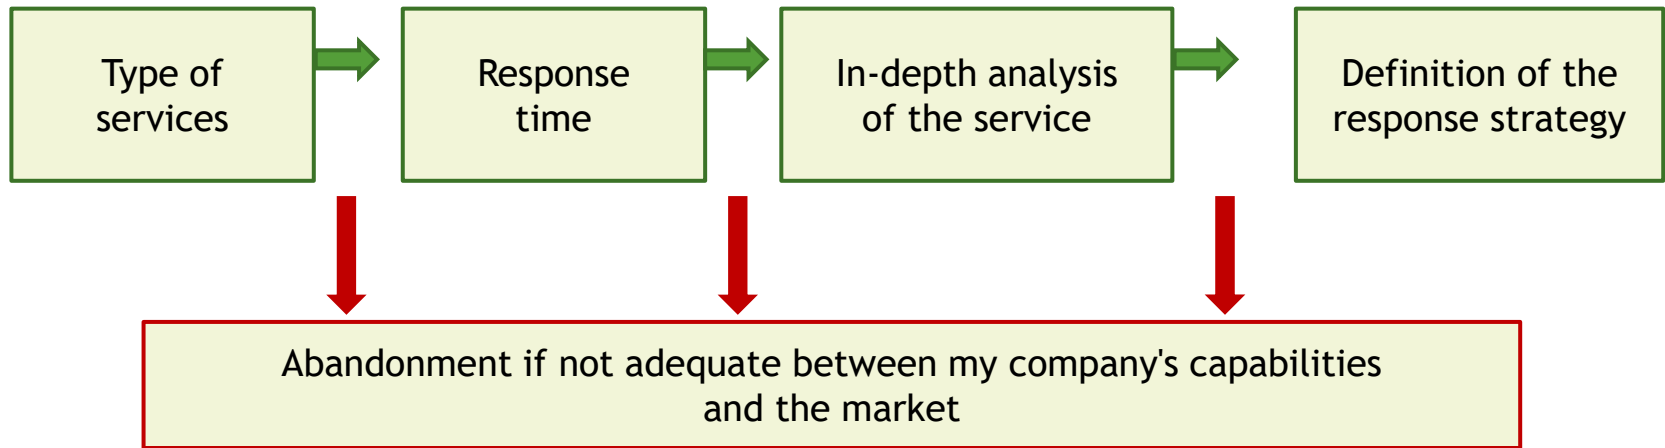 Type of
services
Response
time
In-depth analysis
of the service
Definition of the
response strategy
Abandonment if not adequate between my company's capabilities
and the market